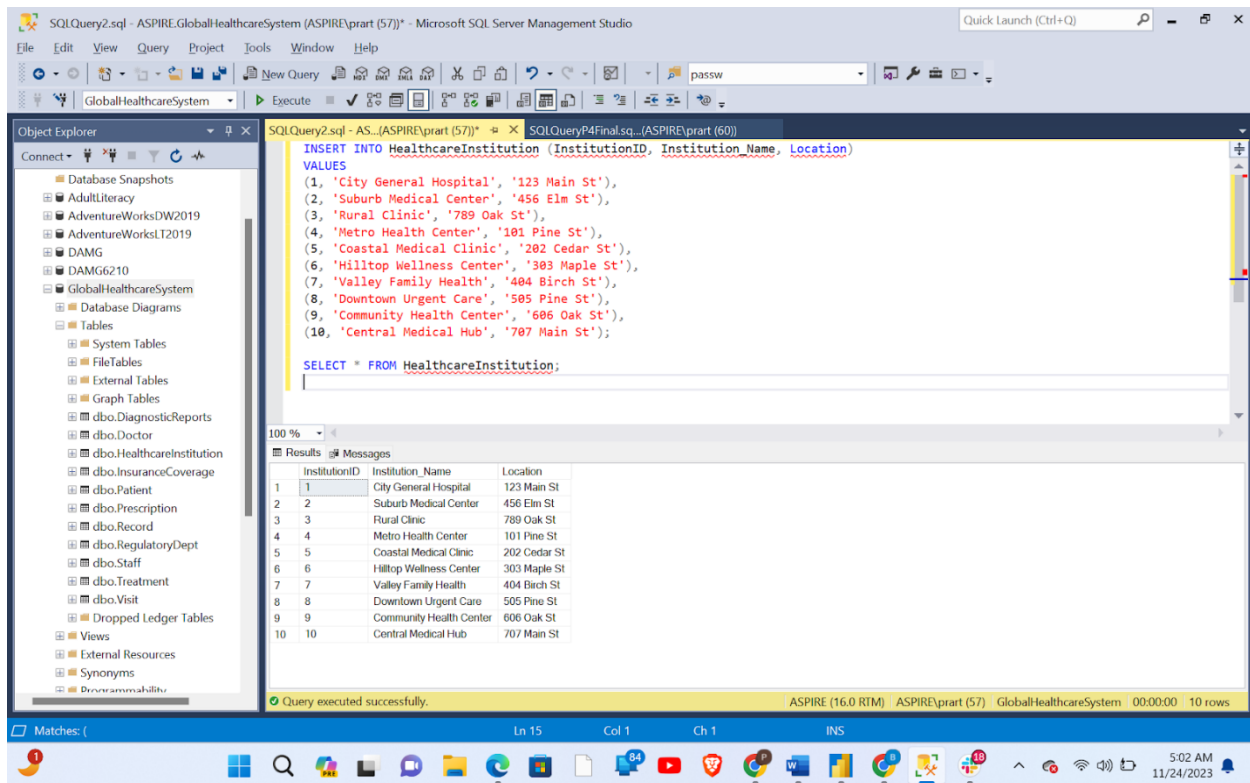 SQLQuery2.sql - ASPIRE.GlobalHealthcareSystem (ASPIRE\prart (57))* - Microsoft SQL Server Management Studio
Quick Launch (Ctrl+Q)
File Edit View Query Project Tools Window Help
New Query MDX DMX XMLA DAX passw
GlobalHealthcareSystem Execute
Object Explorer
Connect
Database Snapshots
AdultLiteracy
AdventureWorksDW2019
AdventureWorksLT2019
DAMG
DAMG6210
GlobalHealthcareSystem
Database Diagrams
Tables
System Tables
FileTables
External Tables
Graph Tables
dbo.DiagnosticReports
dbo.Doctor
dbo.HealthcareInstitution
dbo.InsuranceCoverage
dbo.Patient
dbo.Prescription
dbo.Record
dbo.RegulatoryDept
dbo.Staff
dbo.Treatment
dbo.Visit
Dropped Ledger Tables
Views
External Resources
Synonyms
Programmability
SQLQuery2.sql - AS...(ASPIRE\prart (57))* SQLQueryP4Final.sq...(ASPIRE\prart (60))
INSERT INTO HealthcareInstitution (InstitutionID, Institution_Name, Location)
VALUES
(1, 'City General Hospital', '123 Main St'),
(2, 'Suburb Medical Center', '456 Elm St'),
(3, 'Rural Clinic', '789 Oak St'),
(4, 'Metro Health Center', '101 Pine St'),
(5, 'Coastal Medical Clinic', '202 Cedar St'),
(6, 'Hilltop Wellness Center', '303 Maple St'),
(7, 'Valley Family Health', '404 Birch St'),
(8, 'Downtown Urgent Care', '505 Pine St'),
(9, 'Community Health Center', '606 Oak St'),
(10, 'Central Medical Hub', '707 Main St');
SELECT * FROM HealthcareInstitution;
100 %
Results Messages
InstitutionID Institution_Name Location
1 1 City General Hospital 123 Main St
2 2 Suburb Medical Center 456 Elm St
3 3 Rural Clinic 789 Oak St
4 4 Metro Health Center 101 Pine St
5 5 Coastal Medical Clinic 202 Cedar St
6 6 Hilltop Wellness Center 303 Maple St
7 7 Valley Family Health 404 Birch St
8 8 Downtown Urgent Care 505 Pine St
9 9 Community Health Center 606 Oak St
10 10 Central Medical Hub 707 Main St
Query executed successfully. ASPIRE (16.0 RTM) ASPIRE\prart (57) GlobalHealthcareSystem 00:00:00 10 rows
Matches: ( Ln 15 Col 1 Ch 1 INS
1 PRE 84 P W B 18 5:02 AM
11/24/2023